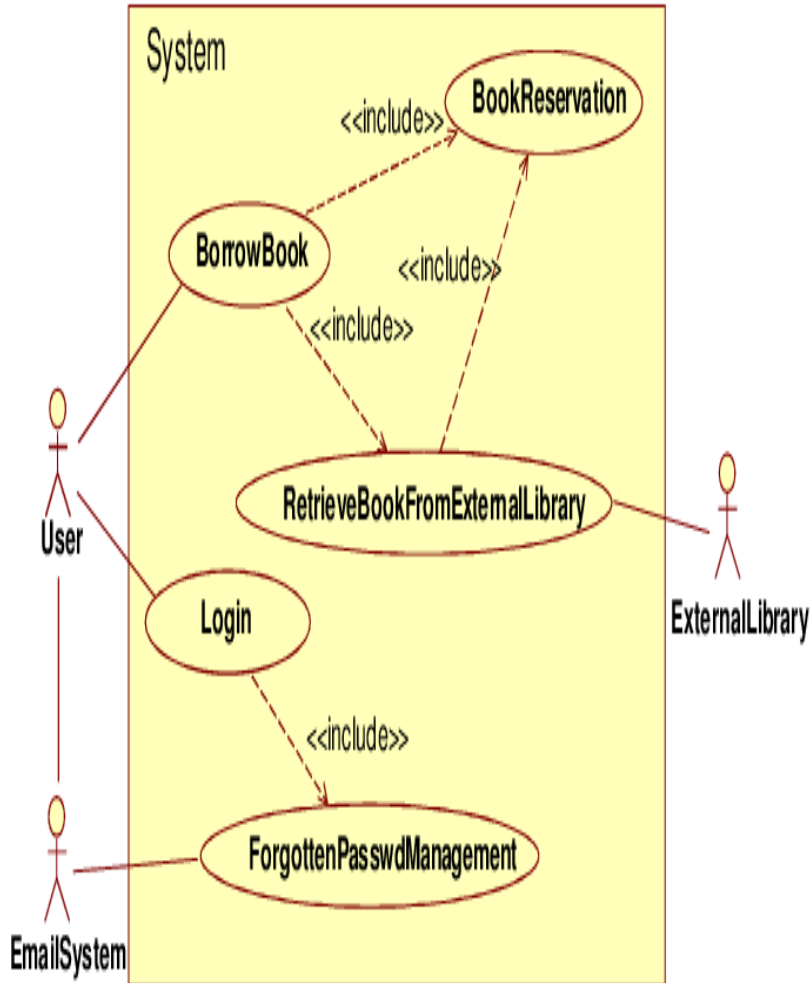 System
BookReservation
<<include>>
BorrowBook
<<include>>
<<include>>
RetrieveBookFromExternalLibrary
User
Login
ExternalLibrary
<<include>>
ForgottenPasswdManagement
EmailSystem